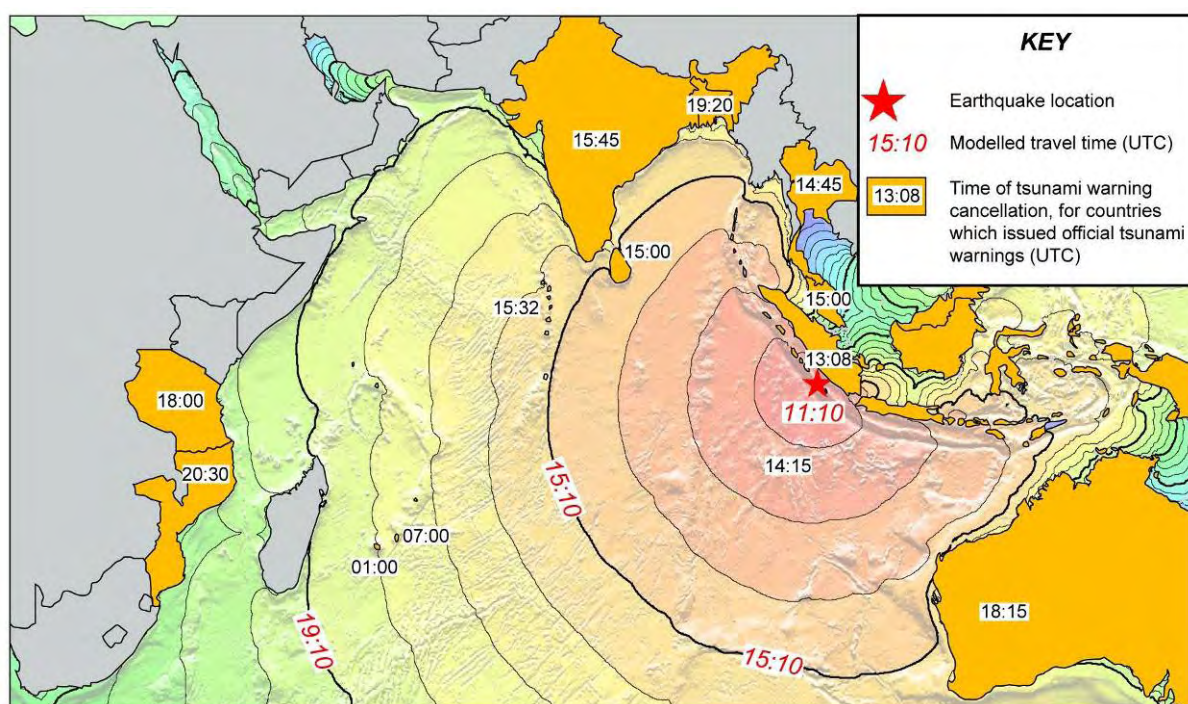 KEY
Earthquake location
15:10 Modelled travel time (UTC)
13:08 Time of tsunami warning
cancellation, for countries
which issued official tsunami
warnings (UTC)
19:20
15:45
14:45
15:00
15:32
15:00
13:08
11:10
18:00
14:15
20:30
15:10
07:00
01:00
18:15
19:10
15:10